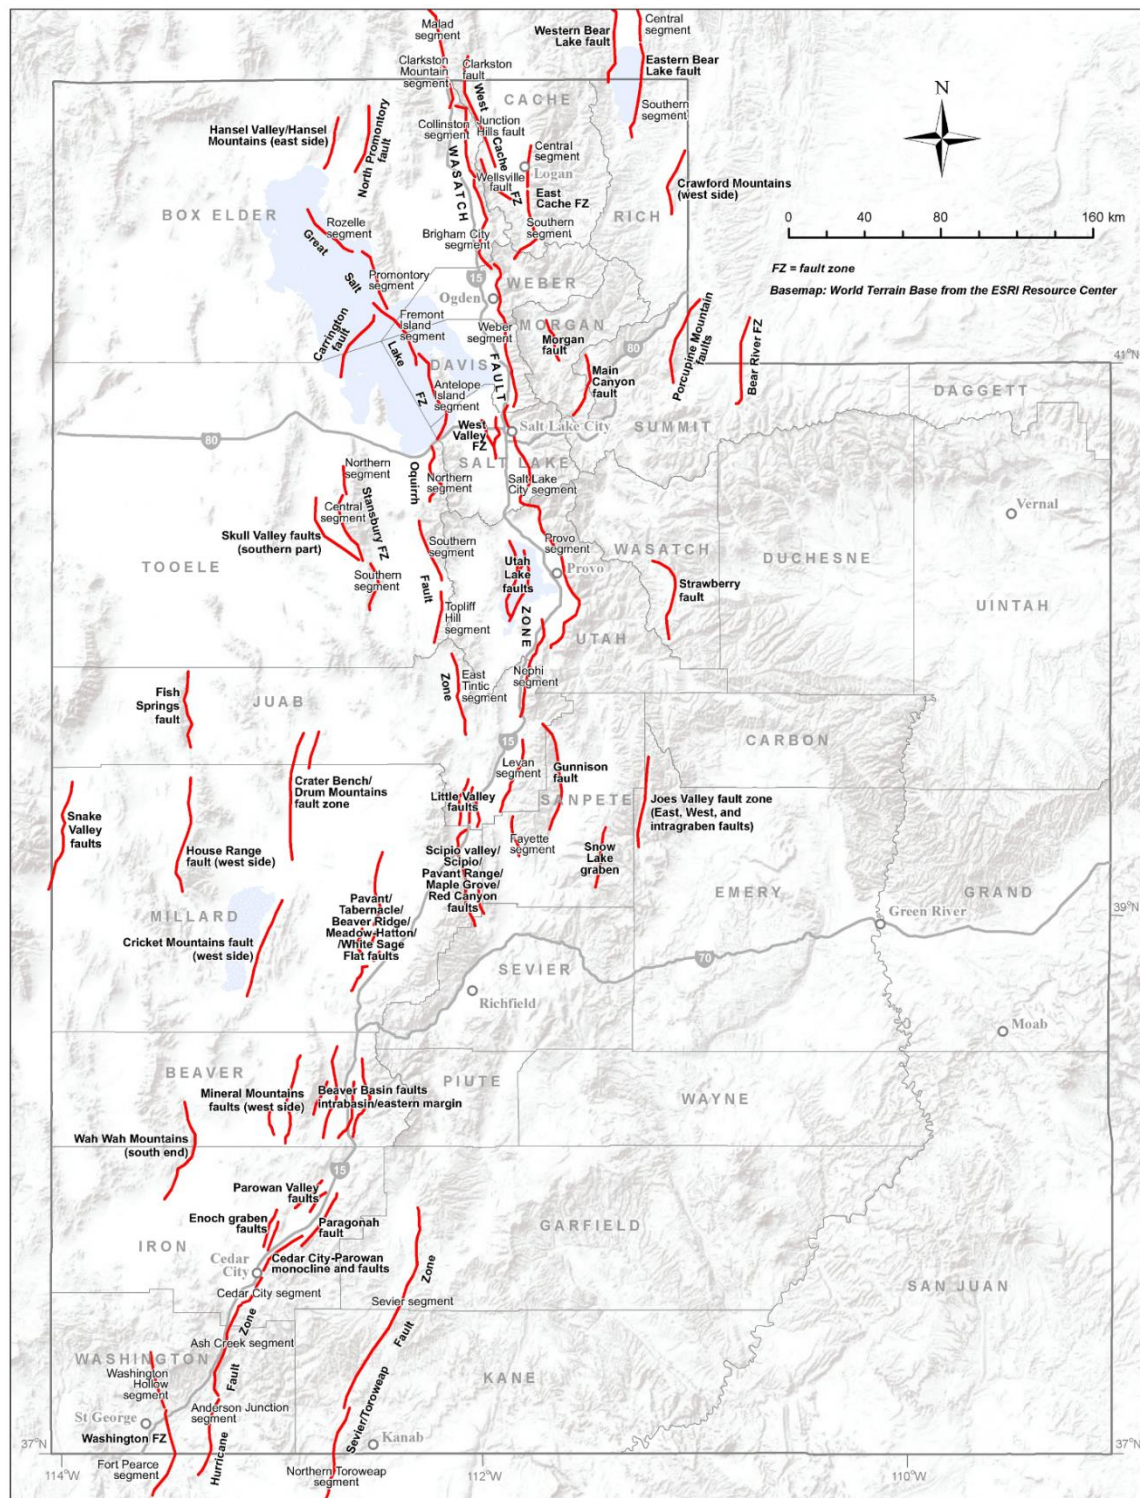 Malad
segment
Western Bear
Lake fault
Central
segment
Clarkston
Mountain
segment
Clarkston
fault
Eastern Bear
Lake fault
West
Cache
FZ
CACHE
N
Hansel Valley/Hansel
Mountains (east side)
North Promontory
fault
Collinston
segment
Junction
Hills fault
Southern
segment
Central
segment
Logan
WASATCH
FAULT
ZONE
Wellsville
fault
East
Cache FZ
Crawford Mountains
(west side)
0
40
80
160 km
BOX ELDER
Rozelle
segment
RICH
Great
Salt
Lake
FZ
Brigham City
segment
Southern
segment
FZ = fault zone
Basemap: World Terrain Base from the ESRI Resource Center
Promontory
segment
15
WEBER
Ogden
Carrington
fault
Fremont
Island
segment
Weber
segment
MORGAN
Morgan
fault
80
Porcupine Mountain
faults
Bear River FZ
41°N
DAVIS
Main
Canyon
fault
DAGGETT
Antelope
Island
segment
West
Valley
FZ
Salt Lake City
SUMMIT
80
SALT LAKE
Northern
segment
Oquirrh
Fault
Zone
Northern
segment
Salt Lake
City segment
Central
segment
Stansbury FZ
Vernal
Skull Valley faults
(southern part)
Southern
segment
Provo
segment
WASATCH
DUCHESNE
TOOELE
Southern
segment
Utah
Lake
faults
Provo
Strawberry
fault
UINTAH
Topliff
Hill
segment
UTAH
East
Tintic
segment
Nephi
segment
Fish
Springs
fault
JUAB
15
CARBON
Levan
segment
Gunnison
fault
Crater Bench/
Drum Mountains
fault zone
Little Valley
faults
SANPETE
Joes Valley fault zone
(East, West, and
intragraben faults)
Snake
Valley
faults
House Range
fault (west side)
Scipio valley/
Scipio/
Pavant Range/
Maple Grove/
Red Canyon
faults
Fayette
segment
Snow
Lake
graben
EMERY
GRAND
MILLARD
Pavant/
Tabernacle/
Beaver Ridge/
Meadow-Hatton/
/White Sage
Flat faults
Green River
39°N
Cricket Mountains fault
(west side)
SEVIER
70
Richfield
Moab
BEAVER
Mineral Mountains
faults (west side)
Beaver Basin faults
intrabasin/eastern margin
PIUTE
WAYNE
Wah Wah Mountains
(south end)
15
Parowan Valley
faults
Enoch graben
faults
Paragonah
fault
GARFIELD
IRON
Cedar
City
Cedar City-Parowan
monocline and faults
SAN JUAN
Cedar City segment
Sevier segment
Zone
Fault
Sevier/Toroweap
Zone
Fault
Hurricane
Ash Creek segment
WASHINGTON
Washington
Hollow
segment
KANE
Anderson Junction
segment
St George
Washington FZ
Kanab
37°N
37°N
Fort Pearce
segment
Northern Toroweap
segment
114°W
112°W
110°W